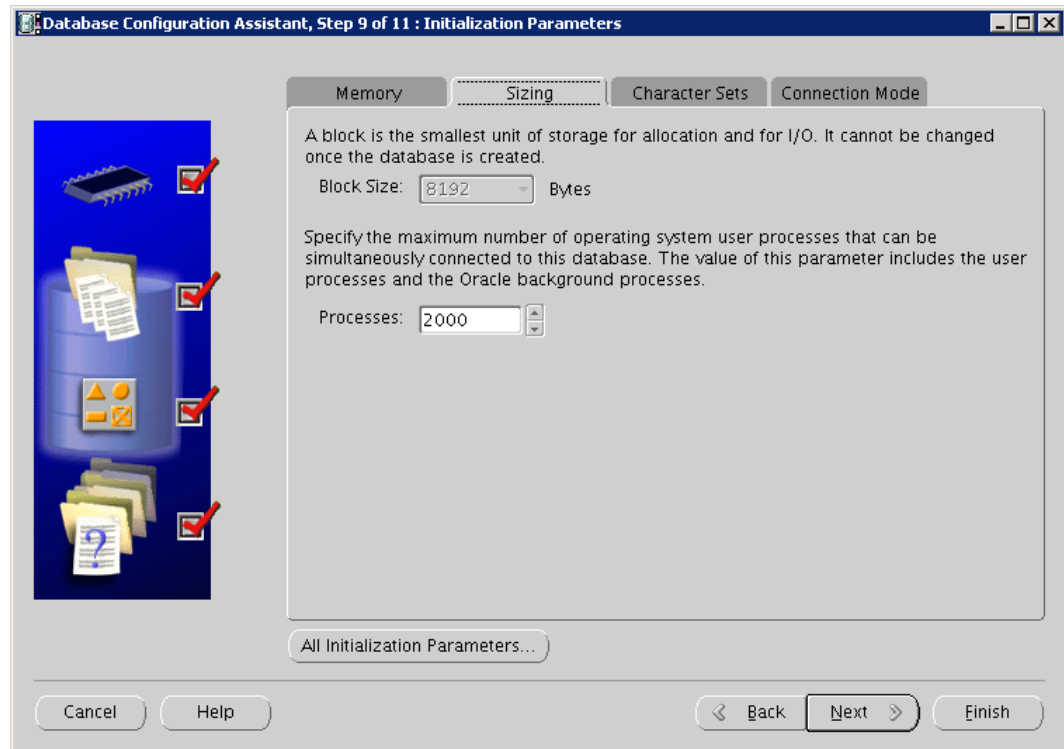 Database Configuration Assistant, Step 9 of 11 : Initialization Parameters
Memory
Sizing
Character Sets
Connection Mode
A block is the smallest unit of storage for allocation and for I/O. It cannot be changed
once the database is created.
Block Size: 8192 Bytes
Specify the maximum number of operating system user processes that can be
simultaneously connected to this database. The value of this parameter includes the user
processes and the Oracle background processes.
Processes: 2000
?
All Initialization Parameters...
Cancel
Help
Back
Next
Finish